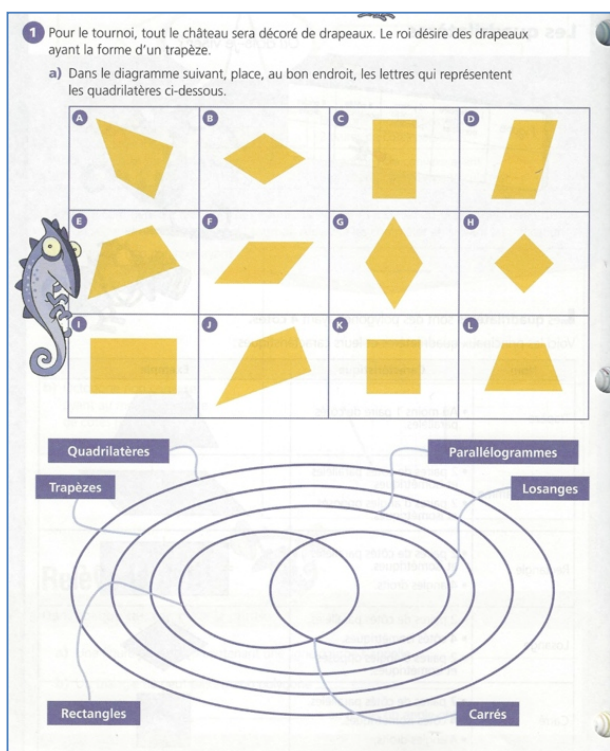 1 Pour le tournoi, tout le château sera décoré de drapeaux. Le roi désire des drapeaux
ayant la forme d'un trapèze.
a) Dans le diagramme suivant, place, au bon endroit, les lettres qui représentent
les quadrilatères ci-dessous.
A B C D
E F G H
I J K L
Quadrilatères Parallélogrammes
Trapèzes Losanges
Rectangles Carrés